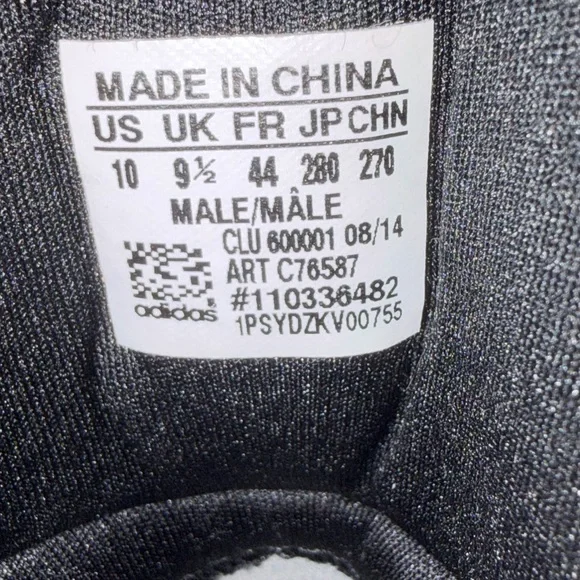 MADE IN CHINA
US UK FR JP CHN
10 9½ 44 280 270
MALE/MÂLE
CLU 600001 08/14
ART C76587
#110336482
adidas 1PSYDZKV00755